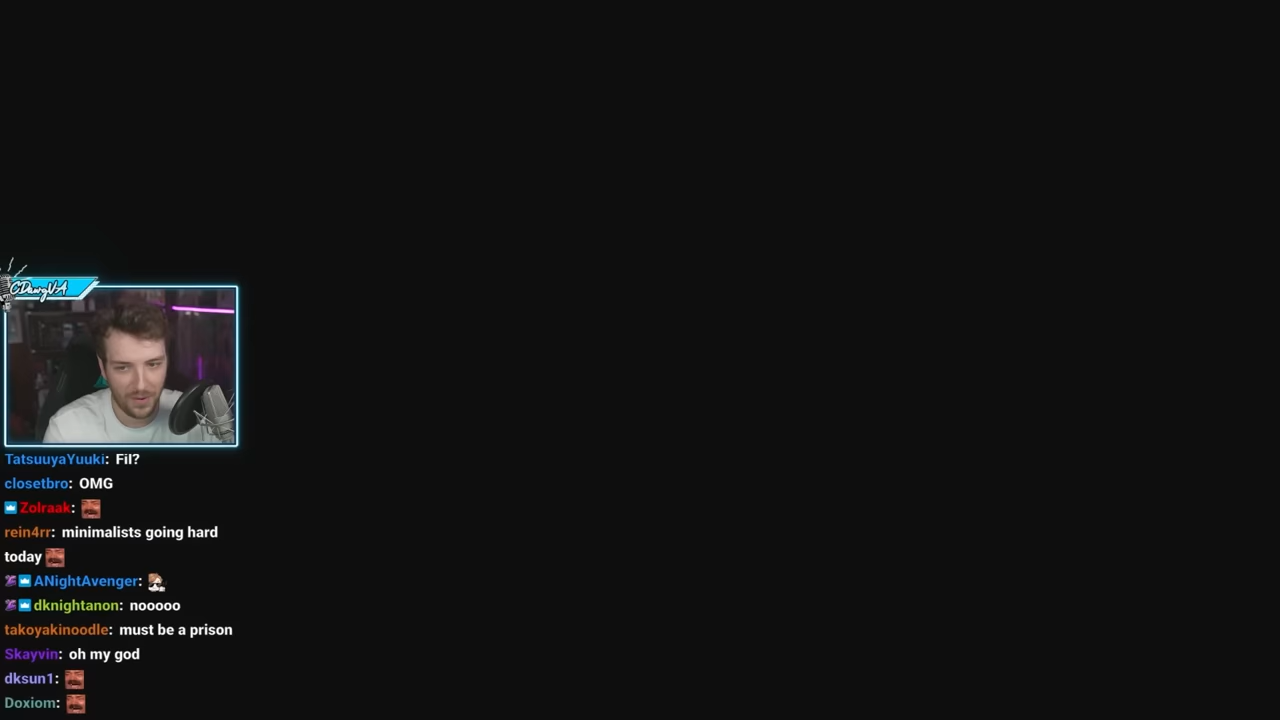 CDawgVA
TatsuuyaYuuki: Fil?
closetbro: OMG
Zolraak:
rein4rr: minimalists going hard
today
ANightAvenger:
dknightanon: nooooo
takoyakinoodle: must be a prison
Skayvin: oh my god
dksun1:
Doxiom: